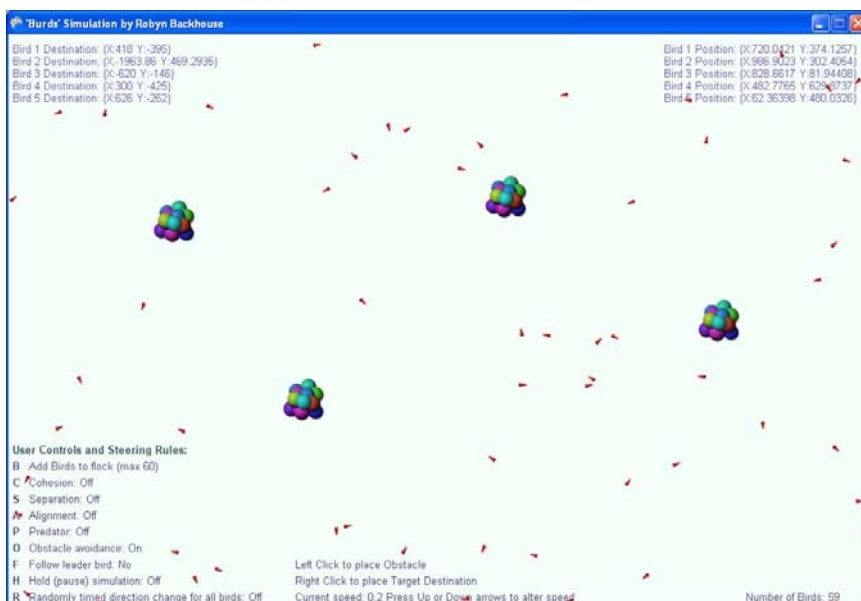 'Burds' Simulation by Robyn Backhouse
Bird 1 Destination: {X:418 Y:-395}
Bird 2 Destination: {X:-1963.86 Y:469.2935}
Bird 3 Destination: {X:-620 Y:-146}
Bird 4 Destination: {X:300 Y:-425}
Bird 5 Destination: {X:626 Y:-262}
Bird 1 Position: {X:720.0421 Y:374.1257}
Bird 2 Position: {X:986.9023 Y:302.4054}
Bird 3 Position: {X:828.6617 Y:81.94408}
Bird 4 Position: {X:482.7765
Bird 5 Position: {X:62.36398 Y:480.0326}
User Controls and Steering Rules:
B Add Birds to flock (max 60)
C Cohesion: Off
S Separation: Off
A Alignment: Off
P Predator: Off
O Obstacle avoidance: On
F Follow leader bird: No
H Hold (pause) simulation: Off
R Randomly timed direction change for all birds: Off
Left Click to place Obstacle
Right Click to place Target Destination
Current speed: 0.2 Press Up or Down arrows to alter speed
Number of Birds: 59